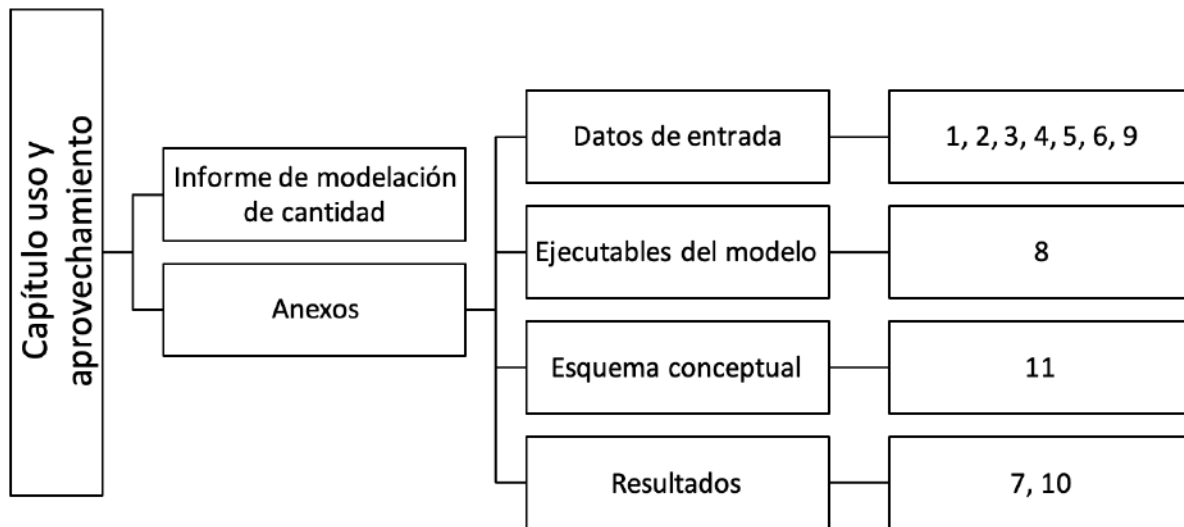 Capítulo uso y
aprovechamiento
Informe de modelación
de cantidad
Anexos
Datos de entrada
1, 2, 3, 4, 5, 6, 9
Ejecutables del modelo
8
Esquema conceptual
11
Resultados
7, 10